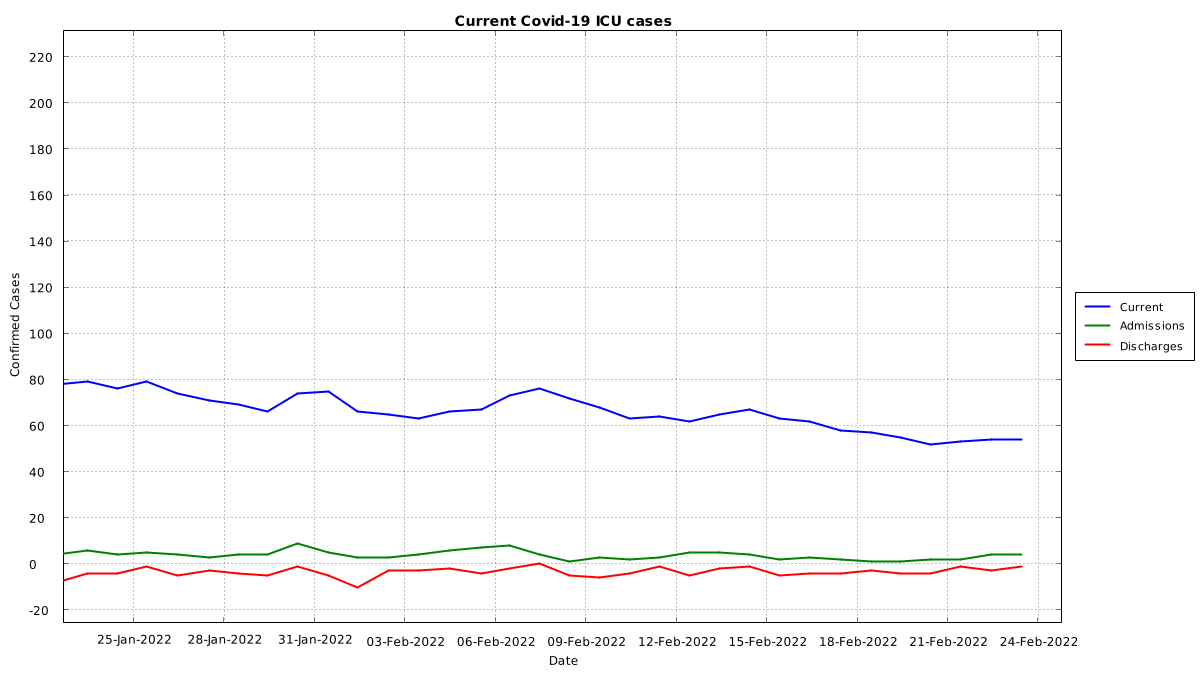 Current Covid-19 ICU cases
220
200
180
160
140
120
100
80
60
40
20
0
-20
Confirmed Cases
25-Jan-2022 28-Jan-2022 31-Jan-2022 03-Feb-2022 06-Feb-2022 09-Feb-2022 12-Feb-2022 15-Feb-2022 18-Feb-2022 21-Feb-2022 24-Feb-2022
Date
Current
Admissions
Discharges